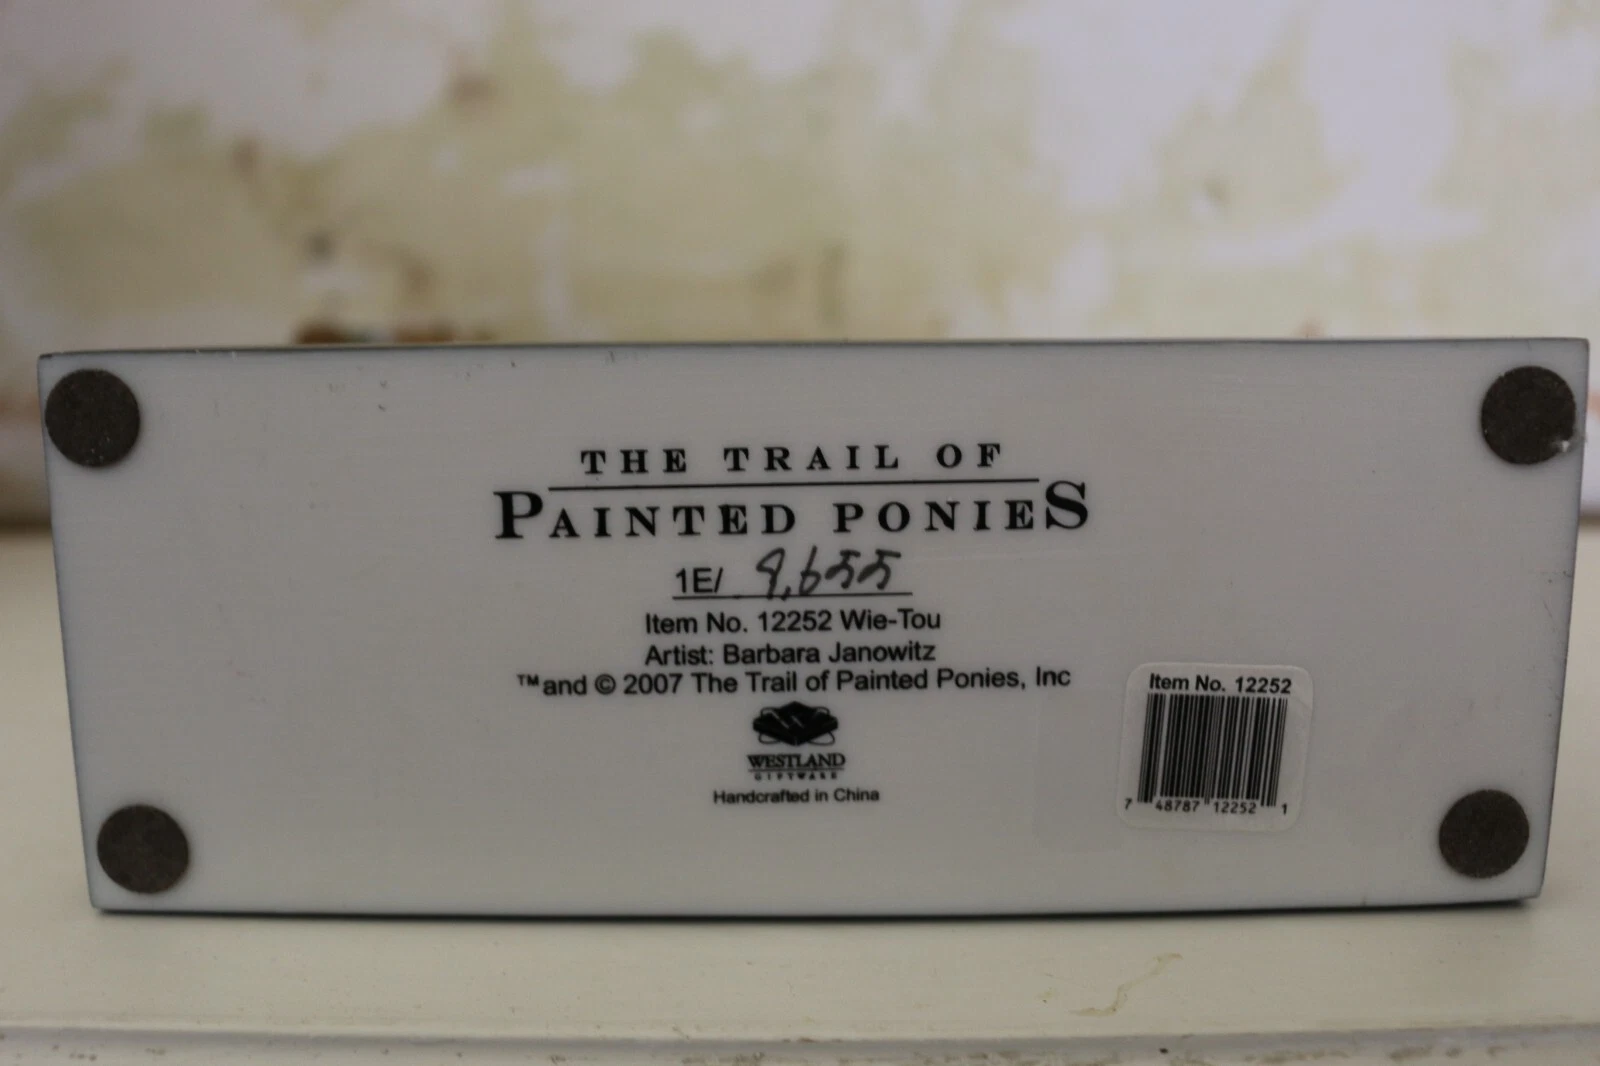 THE TRAIL OF
PAINTED PONIES
1E/ 9,655
Item No. 12252 Wie-Tou
Artist: Barbara Janowitz
™and © 2007 The Trail of Painted Ponies, Inc
WESTLAND
GIFTWARE
Handcrafted in China
Item No. 12252
7 48787 12252 1